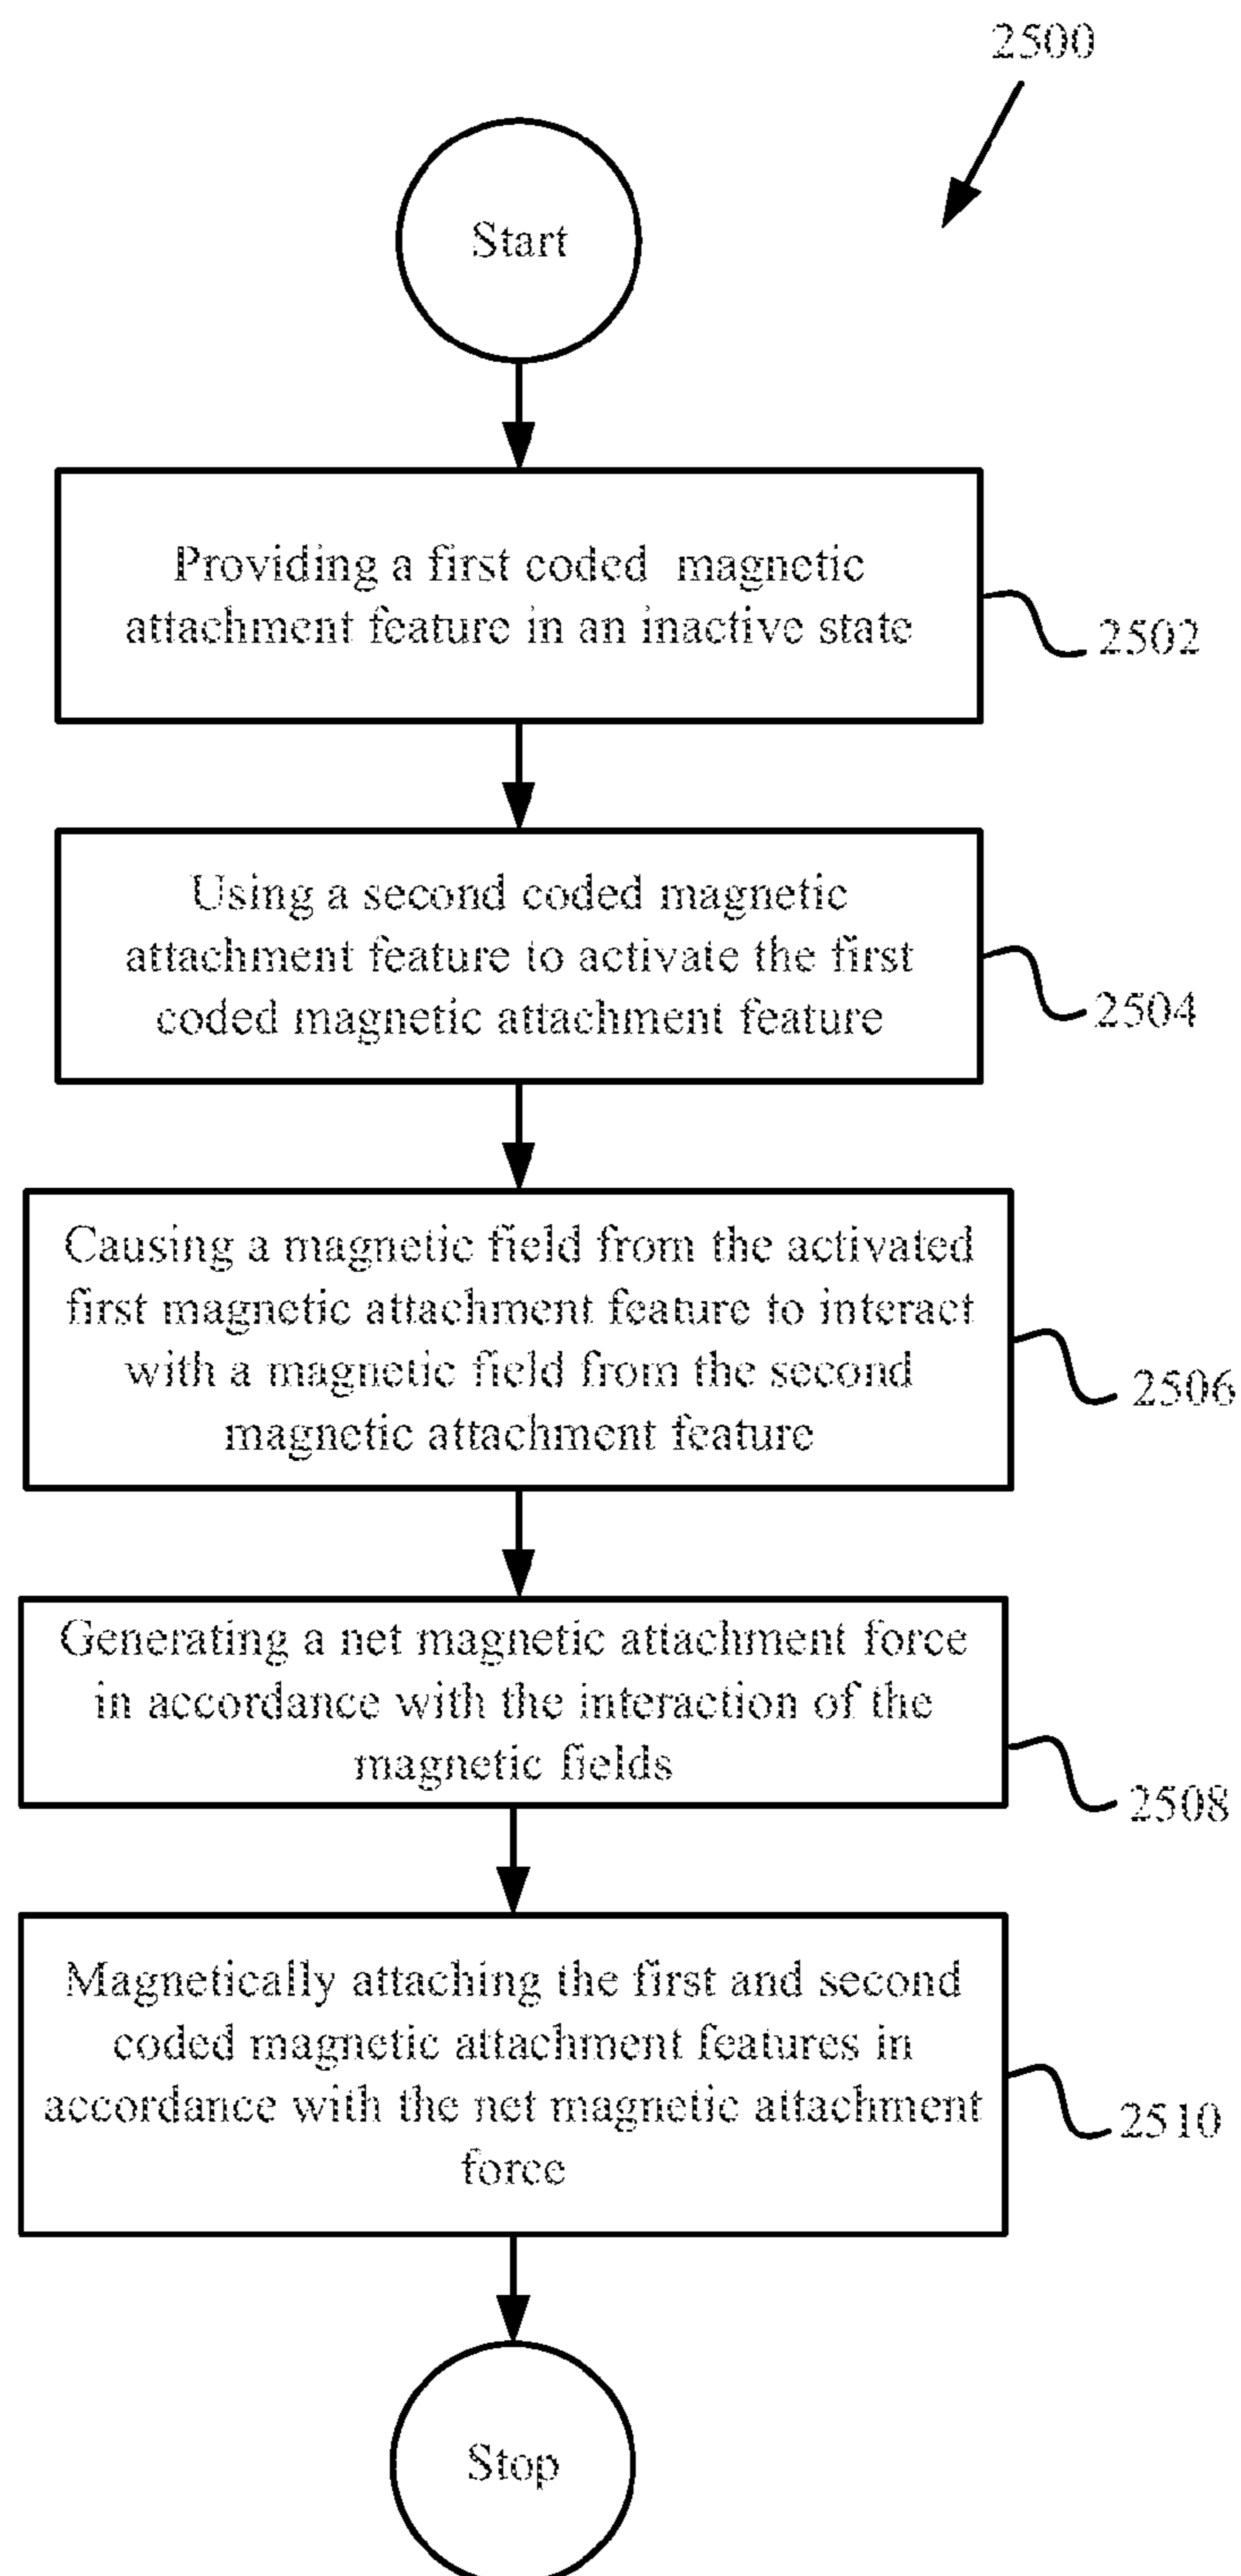 2500
Start
Providing a first coded magnetic
attachment feature in an inactive state
2502
Using a second coded magnetic
attachment feature to activate the first
coded magnetic attachment feature
2504
Causing a magnetic field from the activated
first magnetic attachment feature to interact
with a magnetic field from the second
magnetic attachment feature
2506
Generating a net magnetic attachment force
in accordance with the interaction of the
magnetic fields
2508
Magnetically attaching the first and second
coded magnetic attachment features in
accordance with the net magnetic attachment
force
2510
Stop